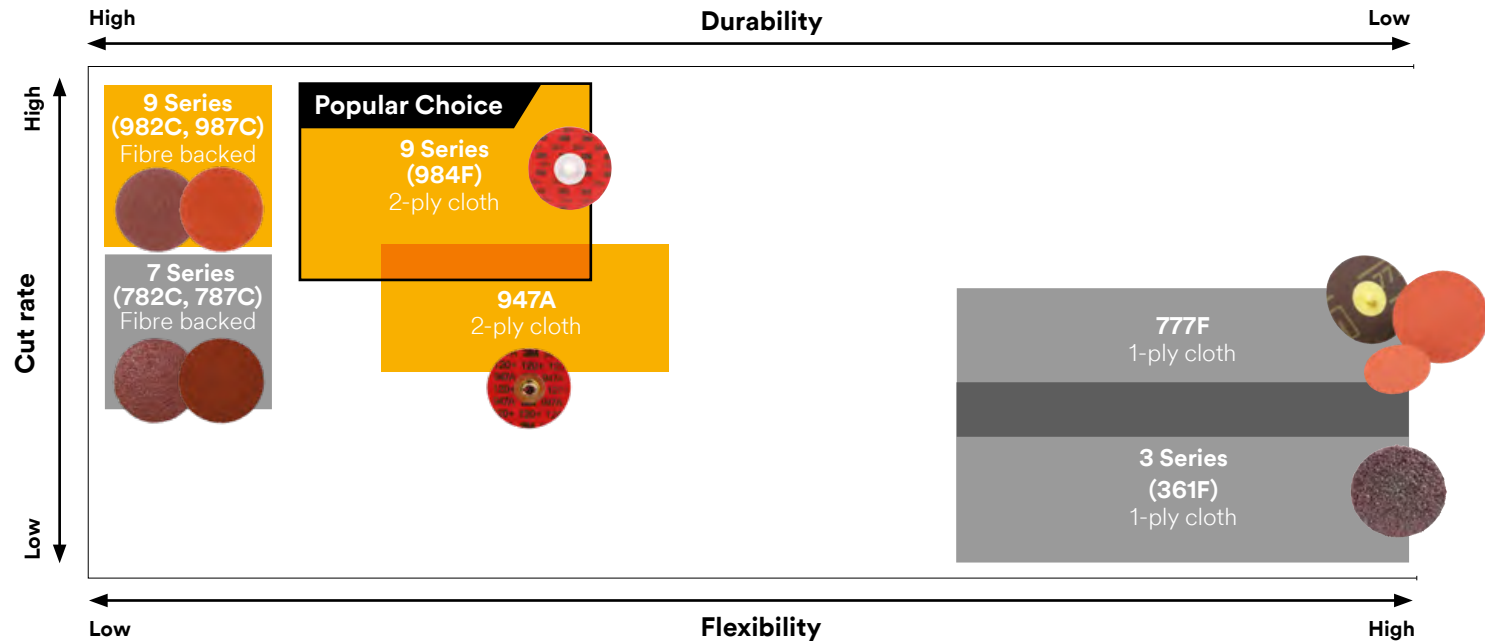 High
Durability
Low
High
Cut rate
Low
9 Series
(982C, 987C)
Fibre backed
Popular Choice
9 Series
(984F)
2-ply cloth
7 Series
(782C, 787C)
Fibre backed
947A
2-ply cloth
777F
1-ply cloth
3 Series
(361F)
1-ply cloth
Low
Flexibility
High